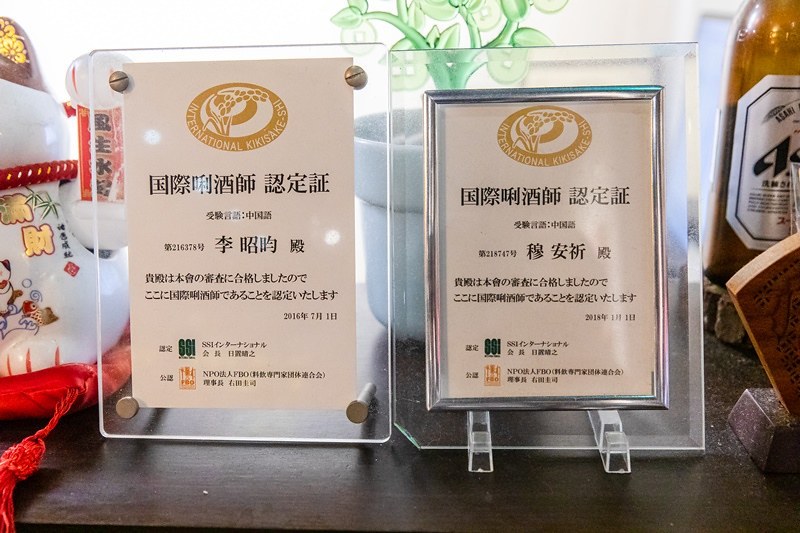 INTERNATIONAL KIKISAKE-SHI
国際唎酒師 認定証
受験言語:中国語
第216378号 李 昭昀 殿
貴殿は本會の審査に合格しましたので
ここに国際唎酒師であることを認定いたします
2016年 7月 1日
認定 SSI SSIインターナショナル
会 長 日置晴之
公認 FBO NPO法人FBO(料飲専門家団体連合会)
理事長 右田圭司
INTERNATIONAL KIKISAKE-SHI
国際唎酒師 認定証
受験言語:中国語
第218747号 穆 安祈 殿
貴殿は本會の審査に合格しましたので
ここに国際唎酒師であることを認定いたします
2018年 1月 1日
認定 SSI SSIインターナショナル
会 長 日置晴之
公認 FBO NPO法人FBO(料飲専門家団体連合会)
理事長 右田圭司
風生水
財
ASAHI
As